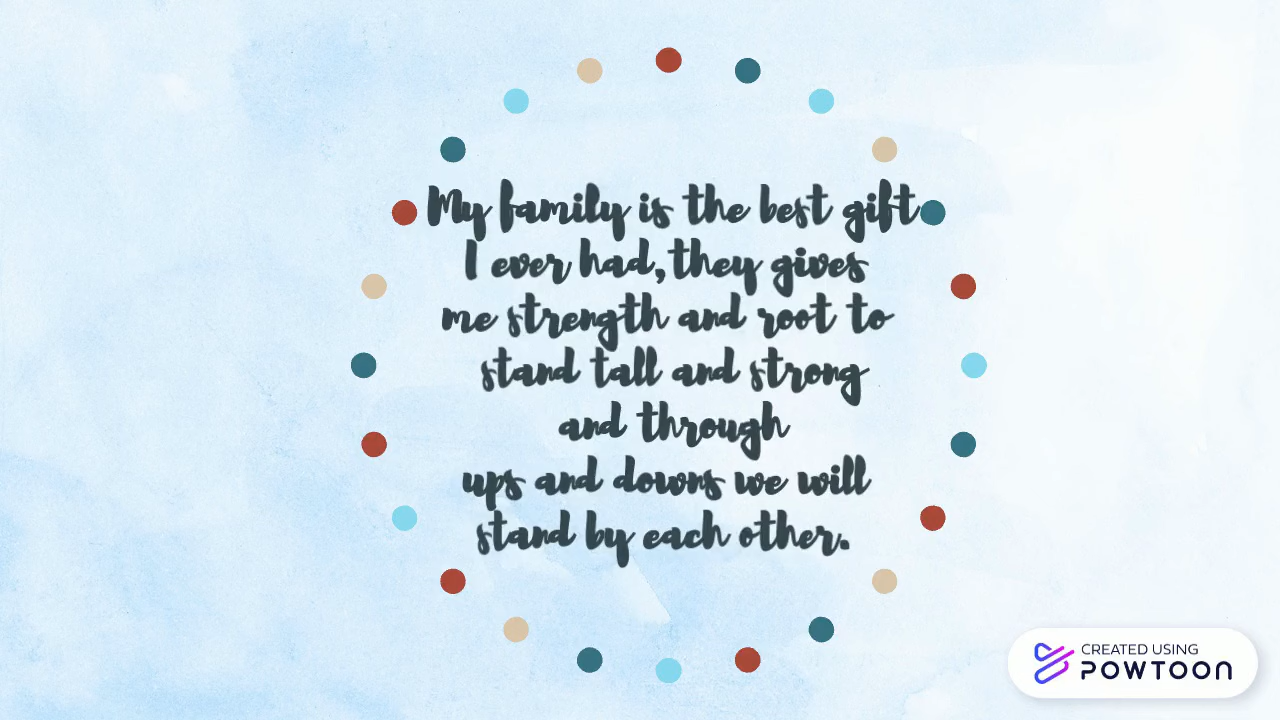 My family is the best gift
I ever had, they gives
me strength and root to
stand tall and strong
and through
ups and downs we will
stand by each other.
CREATED USING
POWTOON